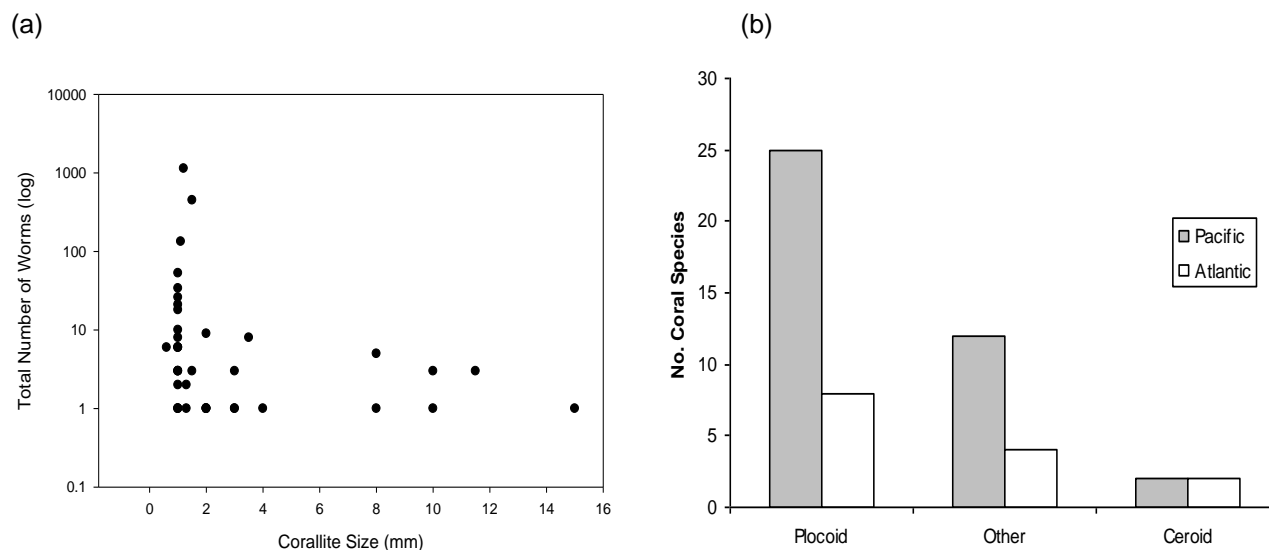 (a)
(b)
Total Number of Worms (log)
10000
1000
100
10
1
0.1
0
2
4
6
8
10
12
14
16
Corallite Size (mm)
No. Coral Species
30
25
20
15
10
5
0
Plocoid
Other
Ceroid
Pacific
Atlantic